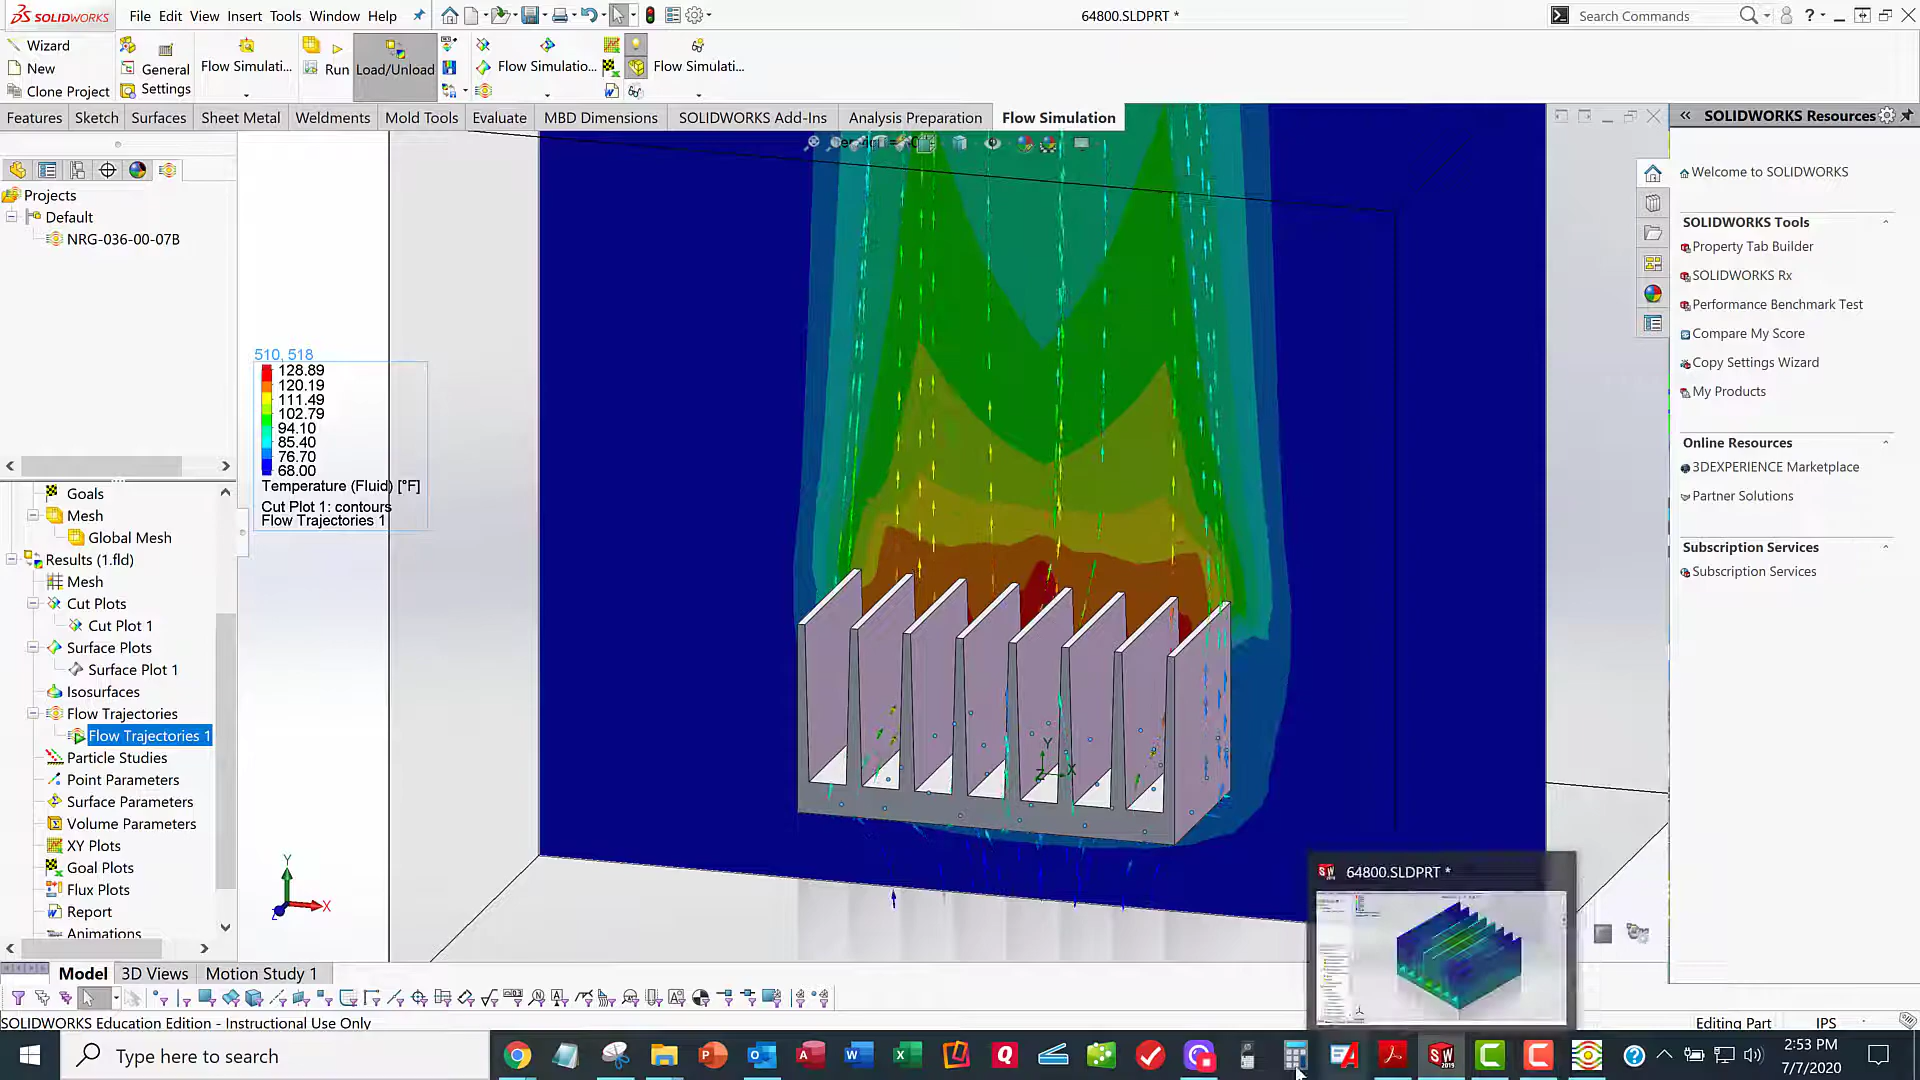 SOLIDWORKS File Edit View Insert Tools Window Help 64800.SLDPRT * Search Commands
Wizard
New
Clone Project
General
Settings
Flow Simulati...
Run
Load/Unload
Flow Simulatio...
Flow Simulati...
Features Sketch Surfaces Sheet Metal Weldments Mold Tools Evaluate MBD Dimensions SOLIDWORKS Add-Ins Analysis Preparation Flow Simulation
Projects
Default
NRG-036-00-07B
Goals
Mesh
Global Mesh
Results (1.fld)
Mesh
Cut Plots
Cut Plot 1
Surface Plots
Surface Plot 1
Isosurfaces
Flow Trajectories
Flow Trajectories 1
Particle Studies
Point Parameters
Surface Parameters
Volume Parameters
XY Plots
Goal Plots
Flux Plots
Report
Animations
510, 518
128.89
120.19
111.49
102.79
94.10
85.40
76.70
68.00
Temperature (Fluid) [°F]
Cut Plot 1: contours
Flow Trajectories 1
Y
X
Z
Y
X
Z
64800.SLDPRT *
SOLIDWORKS Resources
Welcome to SOLIDWORKS
SOLIDWORKS Tools
Property Tab Builder
SOLIDWORKS Rx
Performance Benchmark Test
Compare My Score
Copy Settings Wizard
My Products
Online Resources
3DEXPERIENCE Marketplace
Partner Solutions
Subscription Services
Subscription Services
Model 3D Views Motion Study 1
SOLIDWORKS Education Edition - Instructional Use Only
Editing Part IPS
Type here to search
2:53 PM
7/7/2020